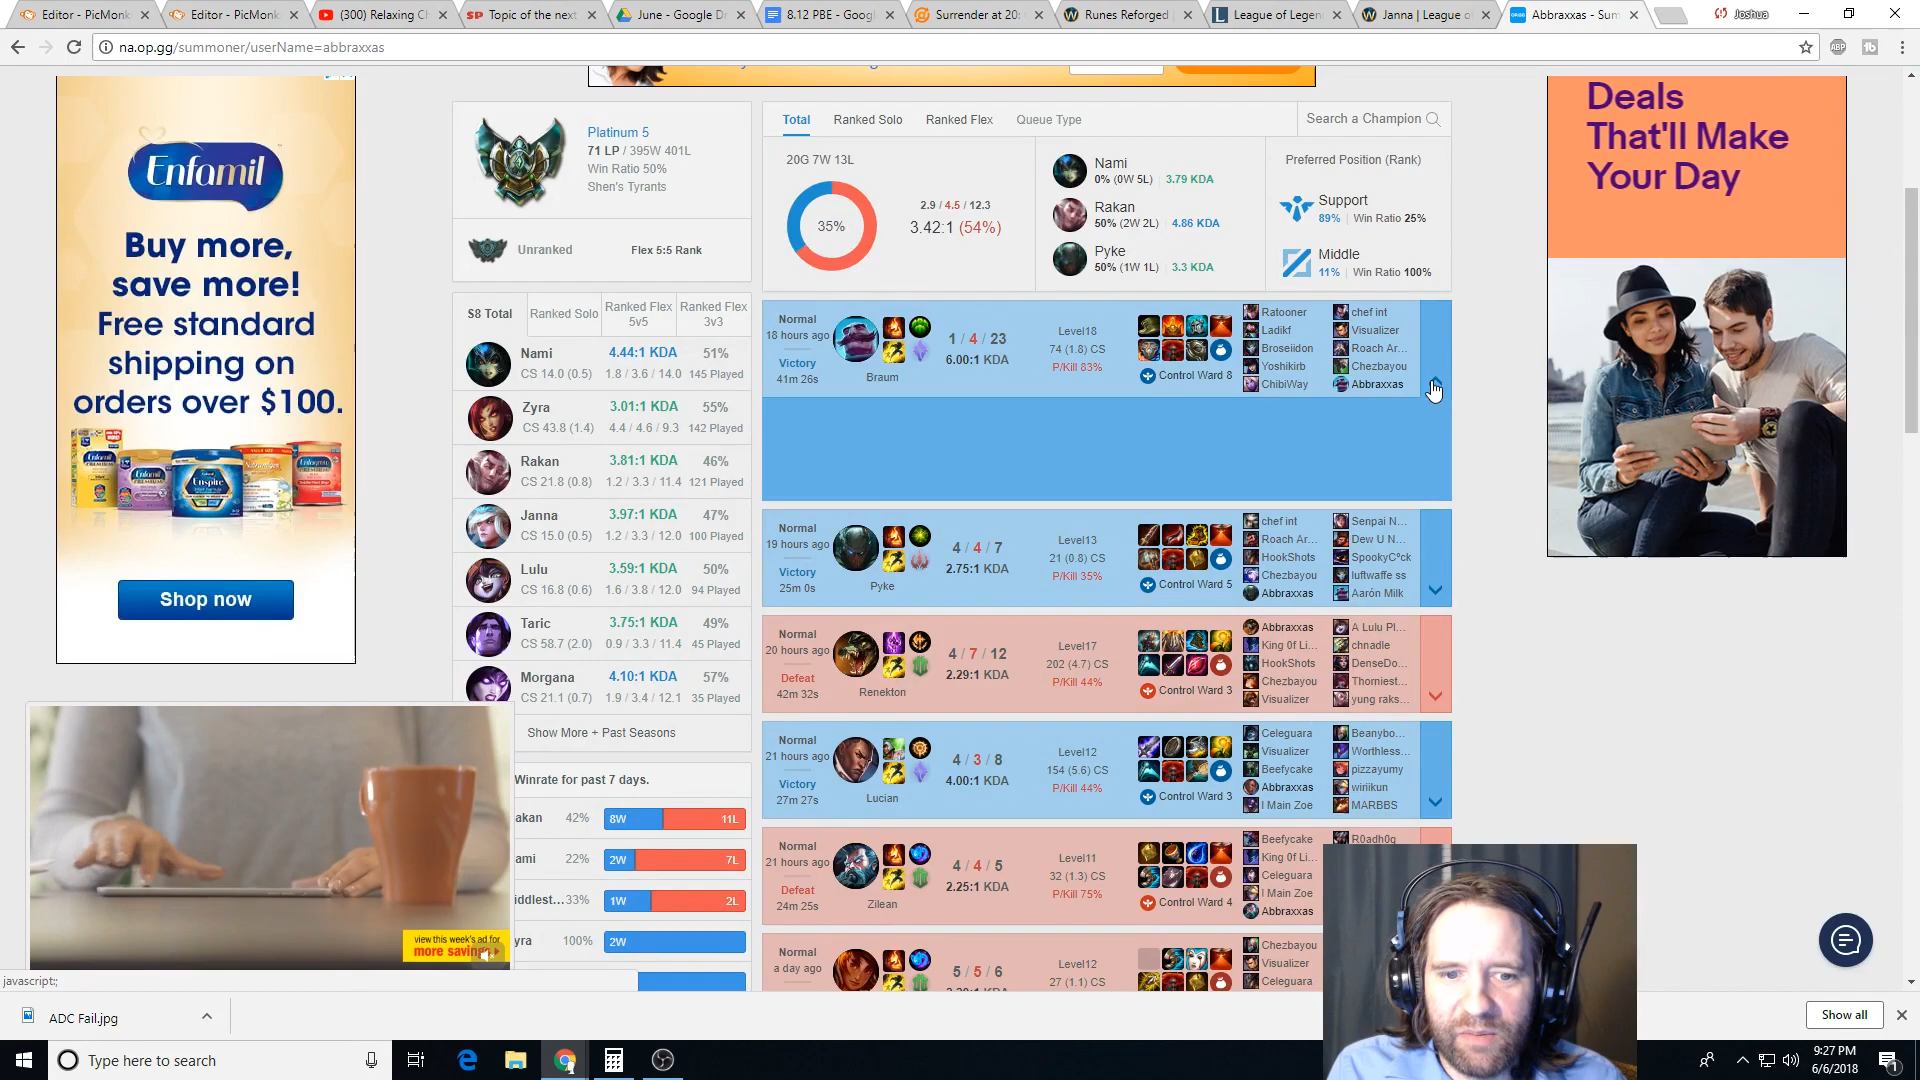 Editor - PicMonk
Editor - PicMonk
(300) Relaxing Ch
Topic of the next
June - Google Dr
8.12 PBE - Googl
Surrender at 20:
Runes Reforged
League of Legen
Janna | League o
Abbraxxas - Sum
Joshua
na.op.gg/summoner/userName=abbraxxas
Enfamil
Buy more,
save more!
Free standard
shipping on
orders over $100.
Shop now
Platinum 5
71 LP / 395W 401L
Win Ratio 50%
Shen's Tyrants
Unranked
Flex 5:5 Rank
Total
Ranked Solo
Ranked Flex
Queue Type
Search a Champion
20G 7W 13L
35%
2.9 / 4.5 / 12.3
3.42:1 (54%)
Nami
0% (0W 5L) 3.79 KDA
Rakan
50% (2W 2L) 4.86 KDA
Pyke
50% (1W 1L) 3.3 KDA
Preferred Position (Rank)
Support
89% Win Ratio 25%
Middle
11% Win Ratio 100%
Deals
That'll Make
Your Day
S8 Total
Ranked Solo
Ranked Flex
5v5
Ranked Flex
3v3
Nami 4.44:1 KDA 51%
CS 14.0 (0.5) 1.8 / 3.6 / 14.0 145 Played
Zyra 3.01:1 KDA 55%
CS 43.8 (1.4) 4.4 / 4.6 / 9.3 142 Played
Rakan 3.81:1 KDA 46%
CS 21.8 (0.8) 1.2 / 3.3 / 11.4 121 Played
Janna 3.97:1 KDA 47%
CS 15.0 (0.5) 1.2 / 3.3 / 12.0 100 Played
Lulu 3.59:1 KDA 50%
CS 16.8 (0.6) 1.6 / 3.8 / 12.0 94 Played
Taric 3.75:1 KDA 49%
CS 58.7 (2.0) 0.9 / 3.3 / 11.4 45 Played
Morgana 4.10:1 KDA 57%
CS 21.1 (0.7) 1.9 / 3.4 / 12.1 35 Played
Show More + Past Seasons
Winrate for past 7 days.
akan 42% 8W 11L
ami 22% 2W 7L
iddlest... 33% 1W 2L
yra 100% 2W
Normal
18 hours ago
Victory
41m 26s
Braum
1 / 4 / 23
6.00:1 KDA
Level18
74 (1.8) CS
P/Kill 83%
Control Ward 8
Ratooner
Ladikf
Broseiidon
Yoshikirb
ChibiWay
chef int
Visualizer
Roach Ar...
Chezbayou
Abbraxxas
Normal
19 hours ago
Victory
25m 0s
Pyke
4 / 4 / 7
2.75:1 KDA
Level13
21 (0.8) CS
P/Kill 35%
Control Ward 5
chef int
Roach Ar...
HookShots
Chezbayou
Abbraxxas
Senpai N...
Dew U N...
SpookyC°ck
luftwaffe ss
Aarón Milk
Normal
20 hours ago
Defeat
42m 32s
Renekton
4 / 7 / 12
2.29:1 KDA
Level17
202 (4.7) CS
P/Kill 44%
Control Ward 3
Abbraxxas
King 0f Li...
HookShots
Chezbayou
Visualizer
A Lulu Pl...
chnadle
DenseDo...
Thorniest...
yung raks...
Normal
21 hours ago
Victory
27m 27s
Lucian
4 / 3 / 8
4.00:1 KDA
Level12
154 (5.6) CS
P/Kill 44%
Control Ward 3
Celeguara
Visualizer
Beefycake
Abbraxxas
I Main Zoe
Beanybo...
Worthless...
pizzayumy
wiriikun
MARBBS
Normal
21 hours ago
Defeat
24m 25s
Zilean
4 / 4 / 5
2.25:1 KDA
Level11
32 (1.3) CS
P/Kill 75%
Control Ward 4
Beefycake
King 0f Li...
Celeguara
I Main Zoe
Abbraxxas
R0adh0g
Normal
a day ago
5 / 5 / 6
Level12
27 (1.1) CS
Chezbayou
Visualizer
Celeguara
view this week's ad for
more savings
javascript:;
ADC Fail.jpg
Show all
Type here to search
9:27 PM
6/6/2018
1